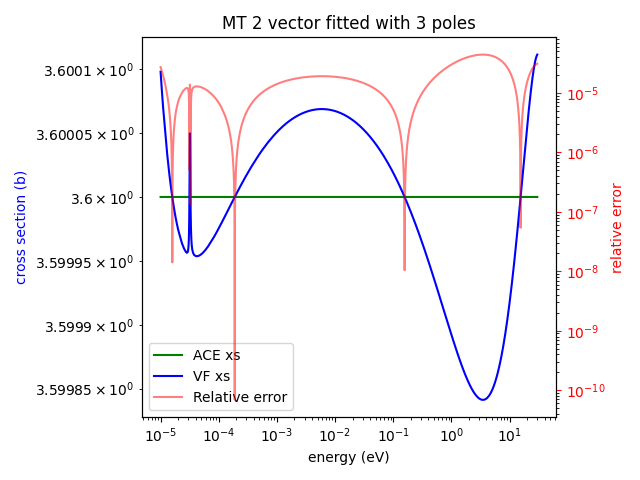 MT 2 vector fitted with 3 poles
cross section (b)
3.6001 × 10⁰
3.60005 × 10⁰
3.6 × 10⁰
3.59995 × 10⁰
3.5999 × 10⁰
3.59985 × 10⁰
10⁻⁵
10⁻⁶
10⁻⁷
10⁻⁸
10⁻⁹
10⁻¹⁰
relative error
ACE xs
VF xs
Relative error
10⁻⁵ 10⁻⁴ 10⁻³ 10⁻² 10⁻¹ 10⁰ 10¹
energy (eV)